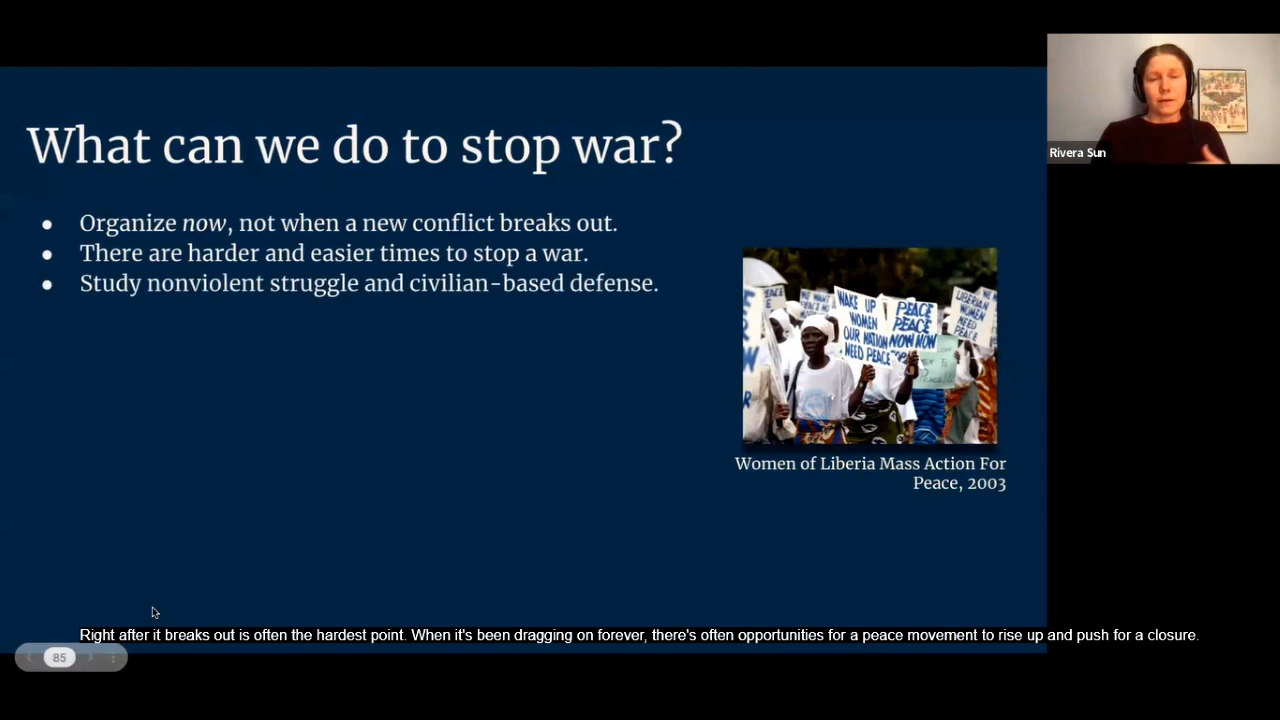 What can we do to stop war?
● Organize now, not when a new conflict breaks out.
● There are harder and easier times to stop a war.
● Study nonviolent struggle and civilian-based defense.
Rivera Sun
PEACE
WAKE UP
WOMEN
OUR NATION
NEED PEACE
PEACE
PEACE
NOW NOW
LIBERIAN
WOMEN
NEED
PEACE
Women of Liberia Mass Action For
Peace, 2003
Right after it breaks out is often the hardest point. When it's been dragging on forever, there's often opportunities for a peace movement to rise up and push for a closure.
85